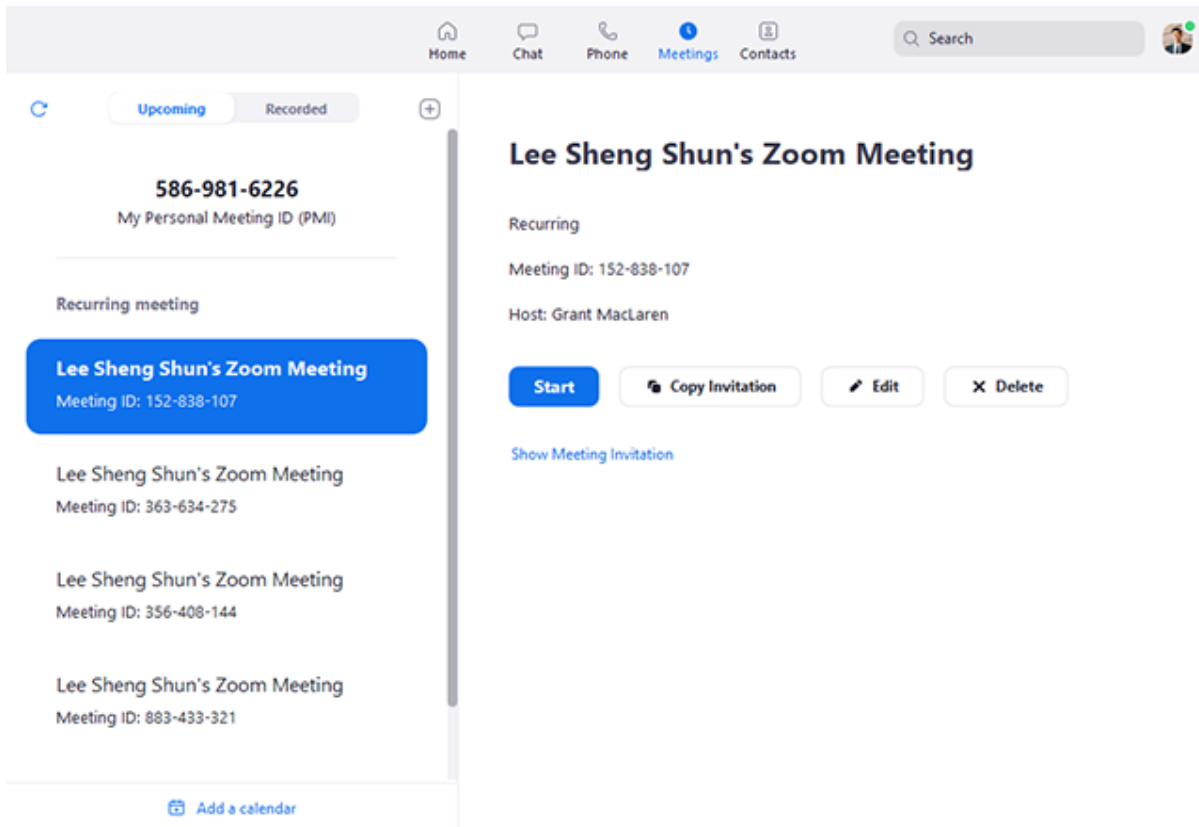 Home Chat Phone Meetings Contacts Search
Upcoming Recorded
586-981-6226
My Personal Meeting ID (PMI)
Recurring meeting
Lee Sheng Shun's Zoom Meeting
Meeting ID: 152-838-107
Lee Sheng Shun's Zoom Meeting
Meeting ID: 363-634-275
Lee Sheng Shun's Zoom Meeting
Meeting ID: 356-408-144
Lee Sheng Shun's Zoom Meeting
Meeting ID: 883-433-321
Add a calendar
Lee Sheng Shun's Zoom Meeting
Recurring
Meeting ID: 152-838-107
Host: Grant MacLaren
Start Copy Invitation Edit Delete
Show Meeting Invitation